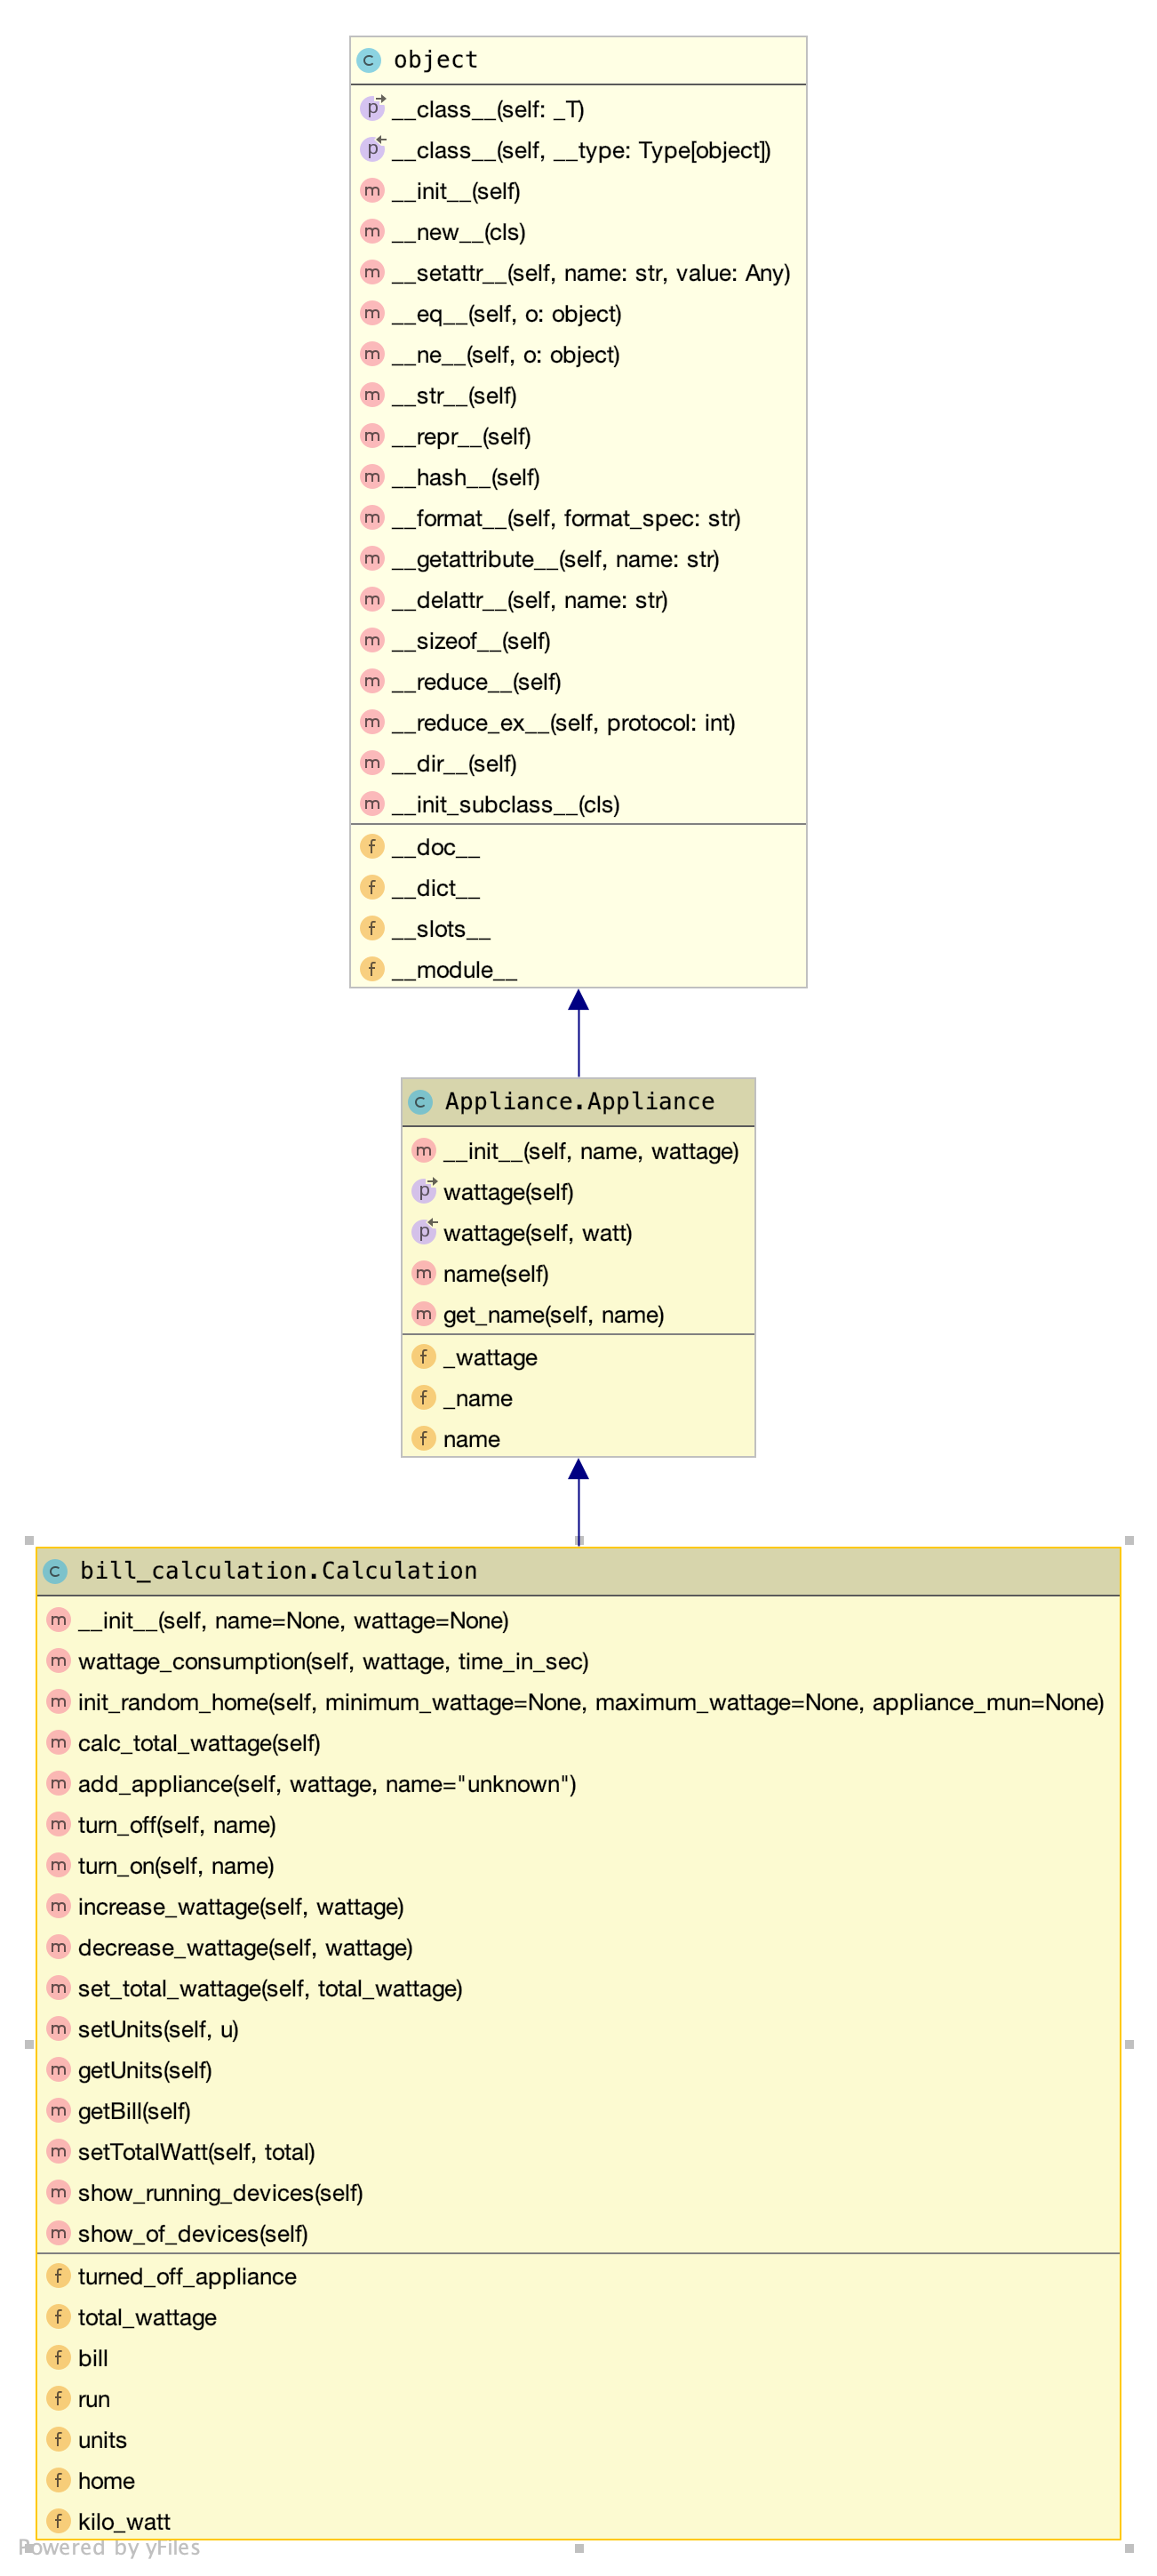 c object
p __class__(self: _T)
p __class__(self, __type: Type[object])
m __init__(self)
m __new__(cls)
m __setattr__(self, name: str, value: Any)
m __eq__(self, o: object)
m __ne__(self, o: object)
m __str__(self)
m __repr__(self)
m __hash__(self)
m __format__(self, format_spec: str)
m __getattribute__(self, name: str)
m __delattr__(self, name: str)
m __sizeof__(self)
m __reduce__(self)
m __reduce_ex__(self, protocol: int)
m __dir__(self)
m __init_subclass__(cls)
f __doc__
f __dict__
f __slots__
f __module__
c Appliance.Appliance
m __init__(self, name, wattage)
p wattage(self)
p wattage(self, watt)
m name(self)
m get_name(self, name)
f _wattage
f _name
f name
c bill_calculation.Calculation
m __init__(self, name=None, wattage=None)
m wattage_consumption(self, wattage, time_in_sec)
m init_random_home(self, minimum_wattage=None, maximum_wattage=None, appliance_mun=None)
m calc_total_wattage(self)
m add_appliance(self, wattage, name="unknown")
m turn_off(self, name)
m turn_on(self, name)
m increase_wattage(self, wattage)
m decrease_wattage(self, wattage)
m set_total_wattage(self, total_wattage)
m setUnits(self, u)
m getUnits(self)
m getBill(self)
m setTotalWatt(self, total)
m show_running_devices(self)
m show_of_devices(self)
f turned_off_appliance
f total_wattage
f bill
f run
f units
f home
f kilo_watt
Powered by yFiles